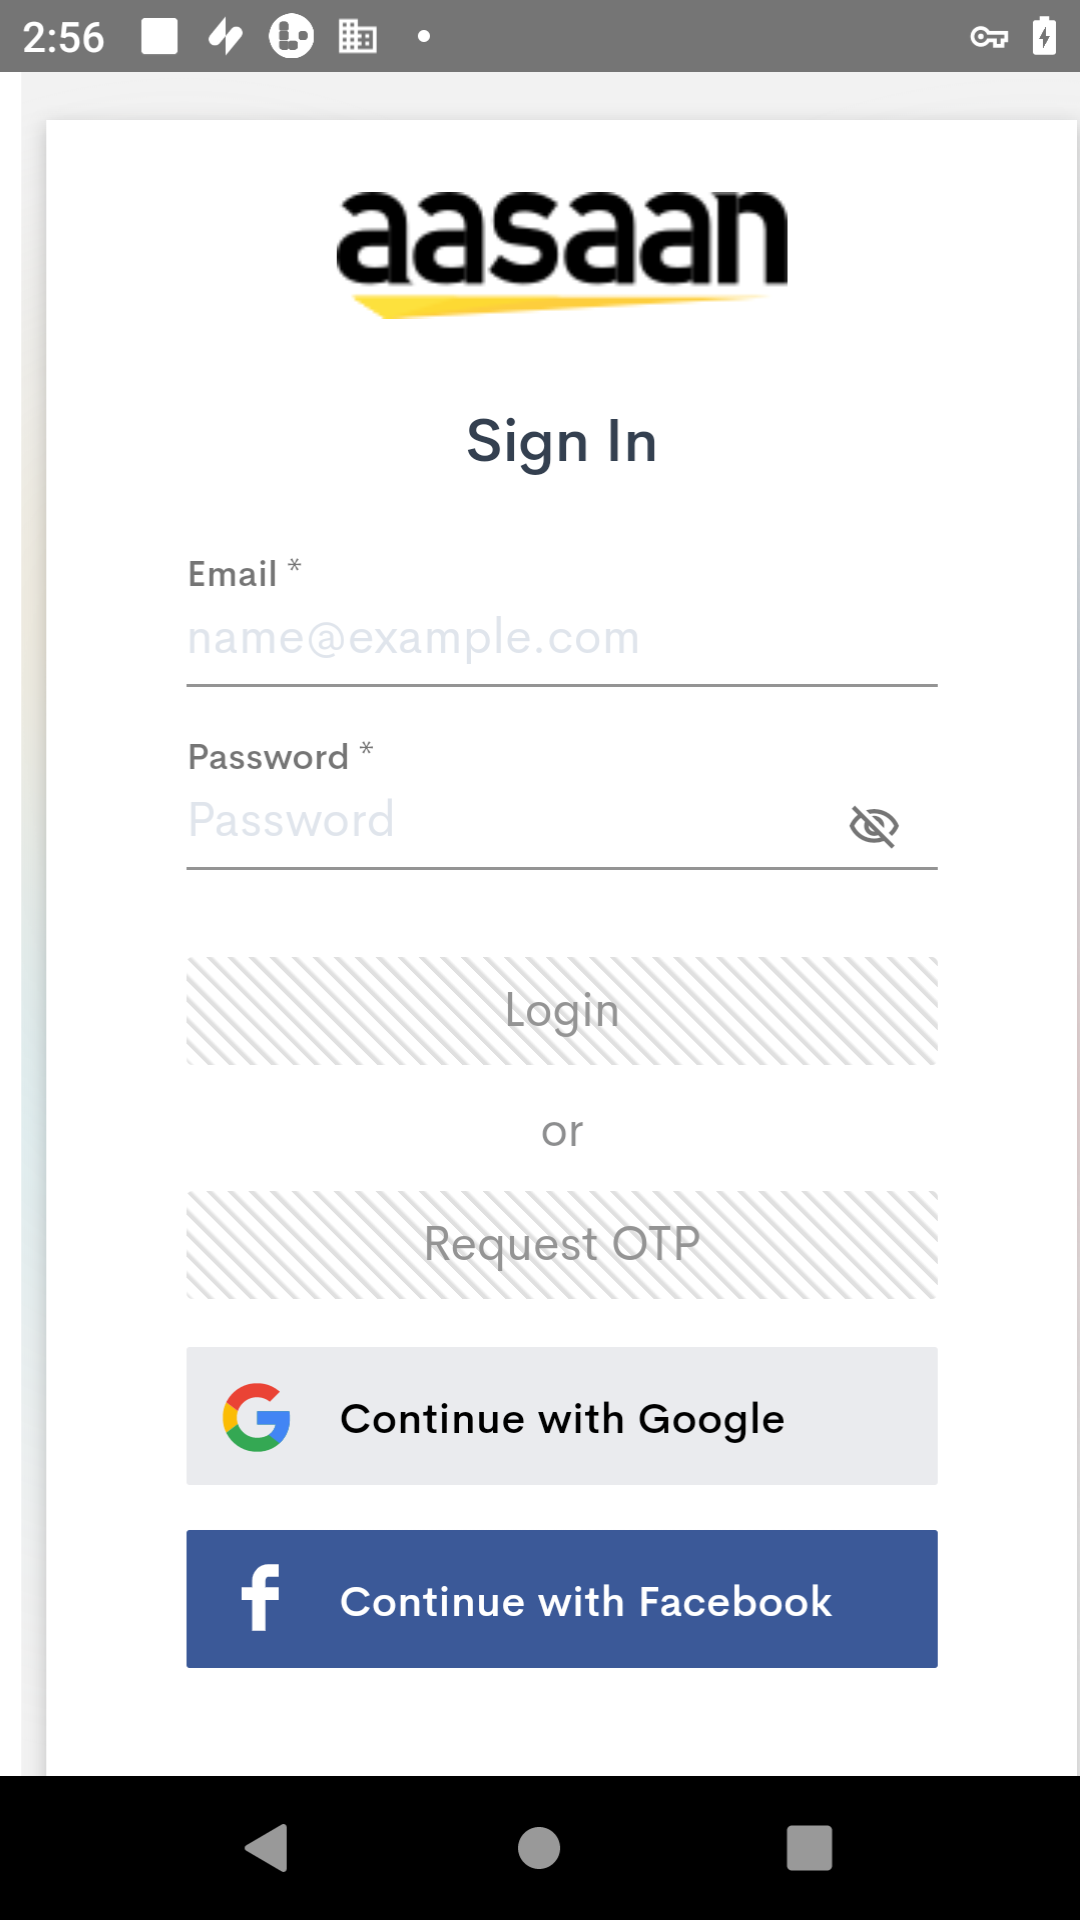 2:56
aasaan
Sign In
Email *
name@example.com
Password *
Password
Login
or
Request OTP
Continue with Google
Continue with Facebook